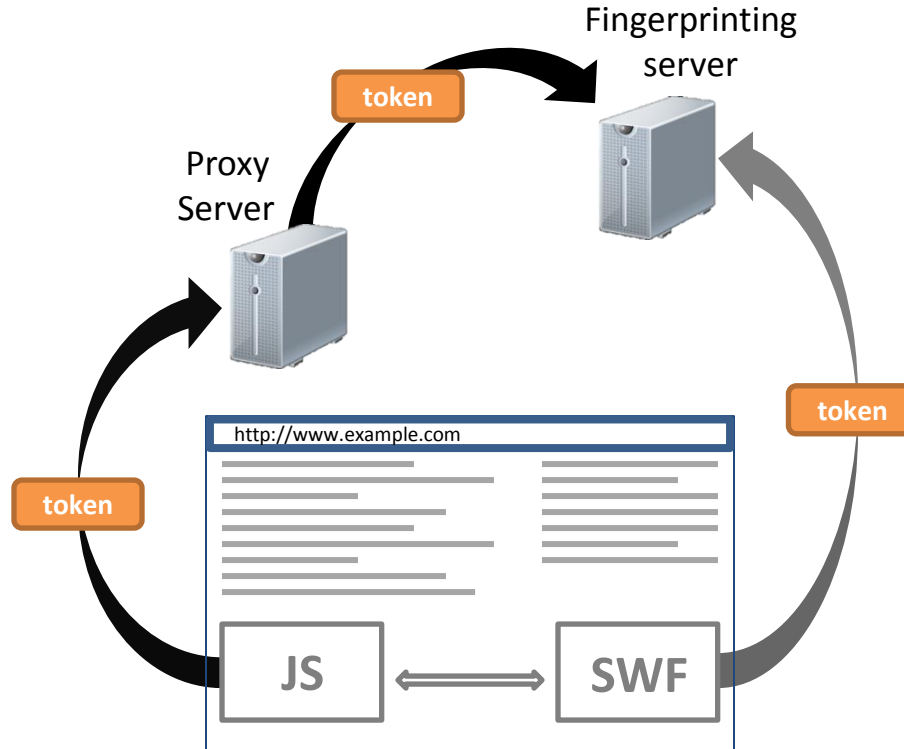 Fingerprinting
server
token
Proxy
Server
token
http://www.example.com
token
JS
SWF